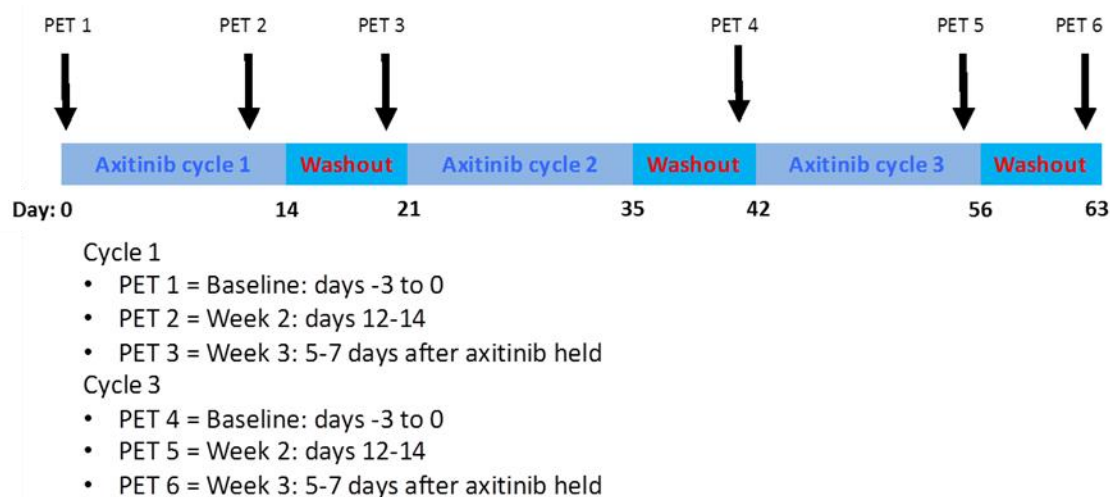 PET 1 PET 2 PET 3 PET 4 PET 5 PET 6
Axitinib cycle 1 Washout Axitinib cycle 2 Washout Axitinib cycle 3 Washout
Day: 0 14 21 35 42 56 63
Cycle 1
• PET 1 = Baseline: days -3 to 0
• PET 2 = Week 2: days 12-14
• PET 3 = Week 3: 5-7 days after axitinib held
Cycle 3
• PET 4 = Baseline: days -3 to 0
• PET 5 = Week 2: days 12-14
• PET 6 = Week 3: 5-7 days after axitinib held